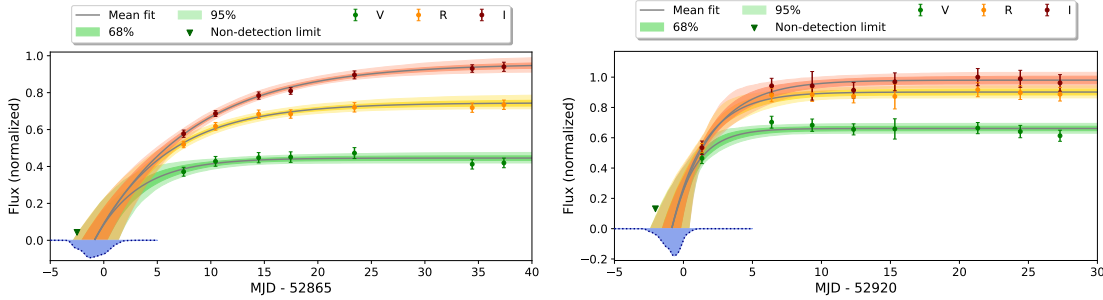 Mean fit 95% V R I
68% Non-detection limit
1.0
0.8
0.6
0.4
0.2
0.0
Flux (normalized)
−5 0 5 10 15 20 25 30 35 40
MJD - 52865
Mean fit 95% V R I
68% Non-detection limit
1.0
0.8
0.6
0.4
0.2
0.0
−0.2
Flux (normalized)
−5 0 5 10 15 20 25 30
MJD - 52920